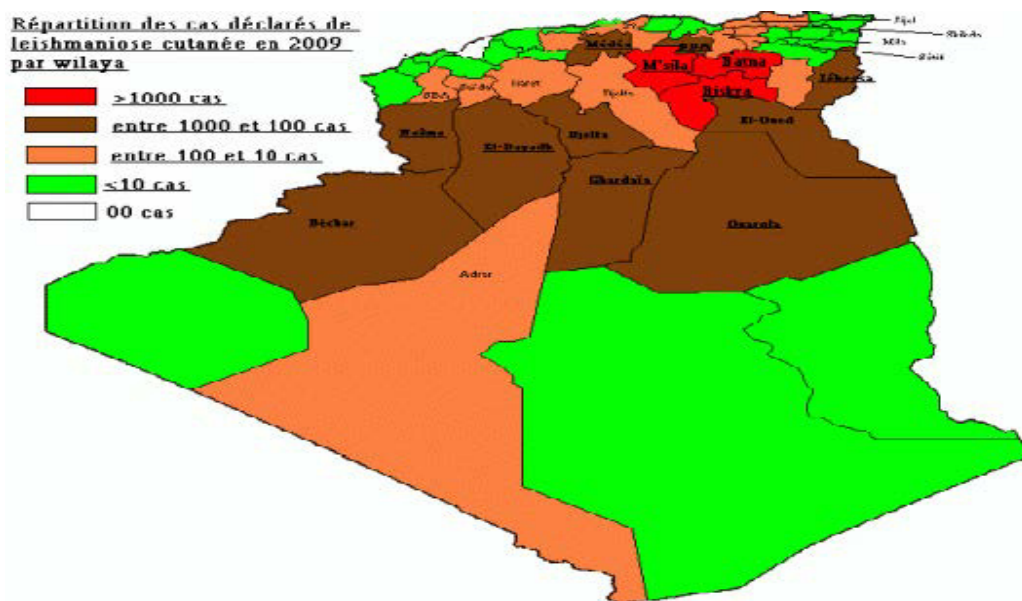 Répartition des cas déclarés de
leishmaniose cutanée en 2009
par wilaya
>1000 cas
entre 1000 et 100 cas
entre 100 et 10 cas
<10 cas
00 cas
Médéa
M'sila
Batna
Biskra
Tébessa
El-Oued
Naâma
El-Bayadh
Djelfa
Ghardaïa
Béchar
Ouargla
Adrar
Tiaret
Jijel
Skikda
Mila
Sétif